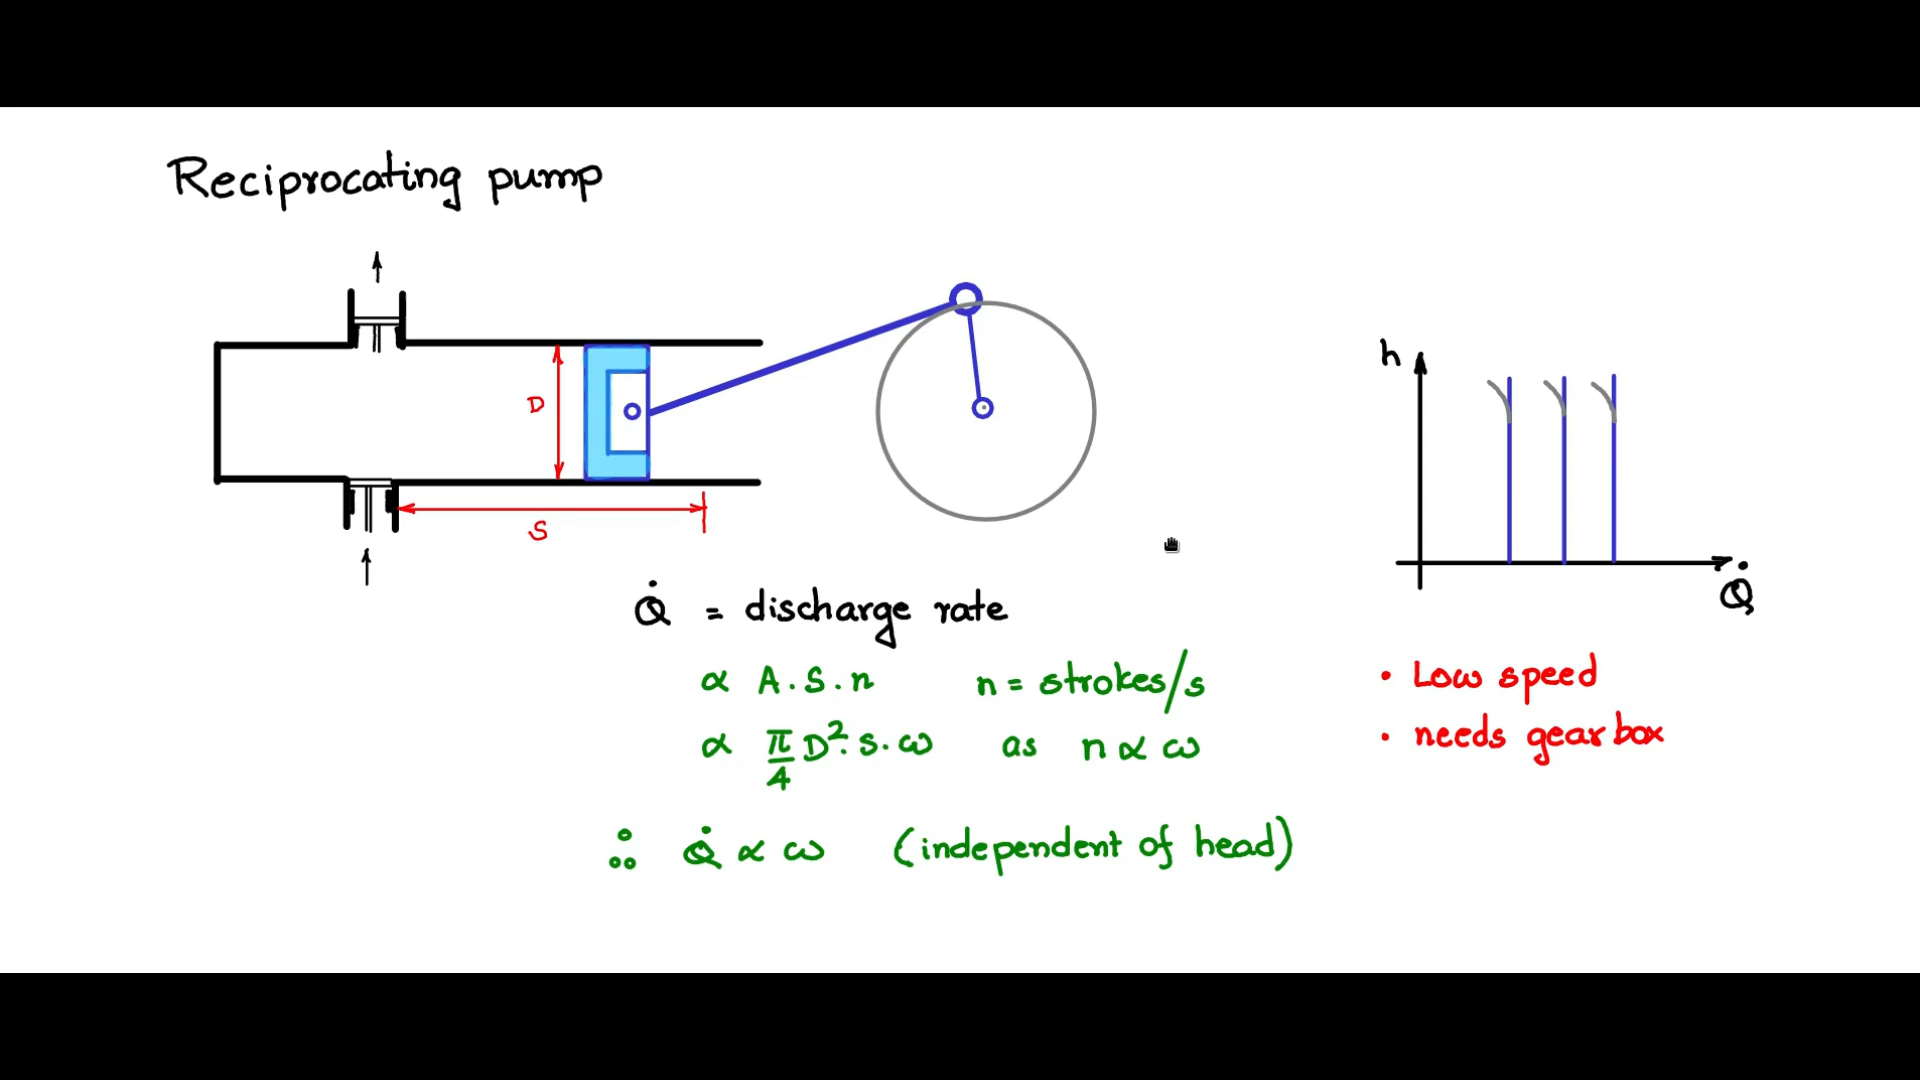 Reciprocating pump
D
S
h
Q̇
Q̇ = discharge rate
∝ A.S.n n = strokes/s
∝ π/4 D². S. ω as n ∝ ω
∴ Q̇ ∝ ω (independent of head)
• Low speed
• needs gear box